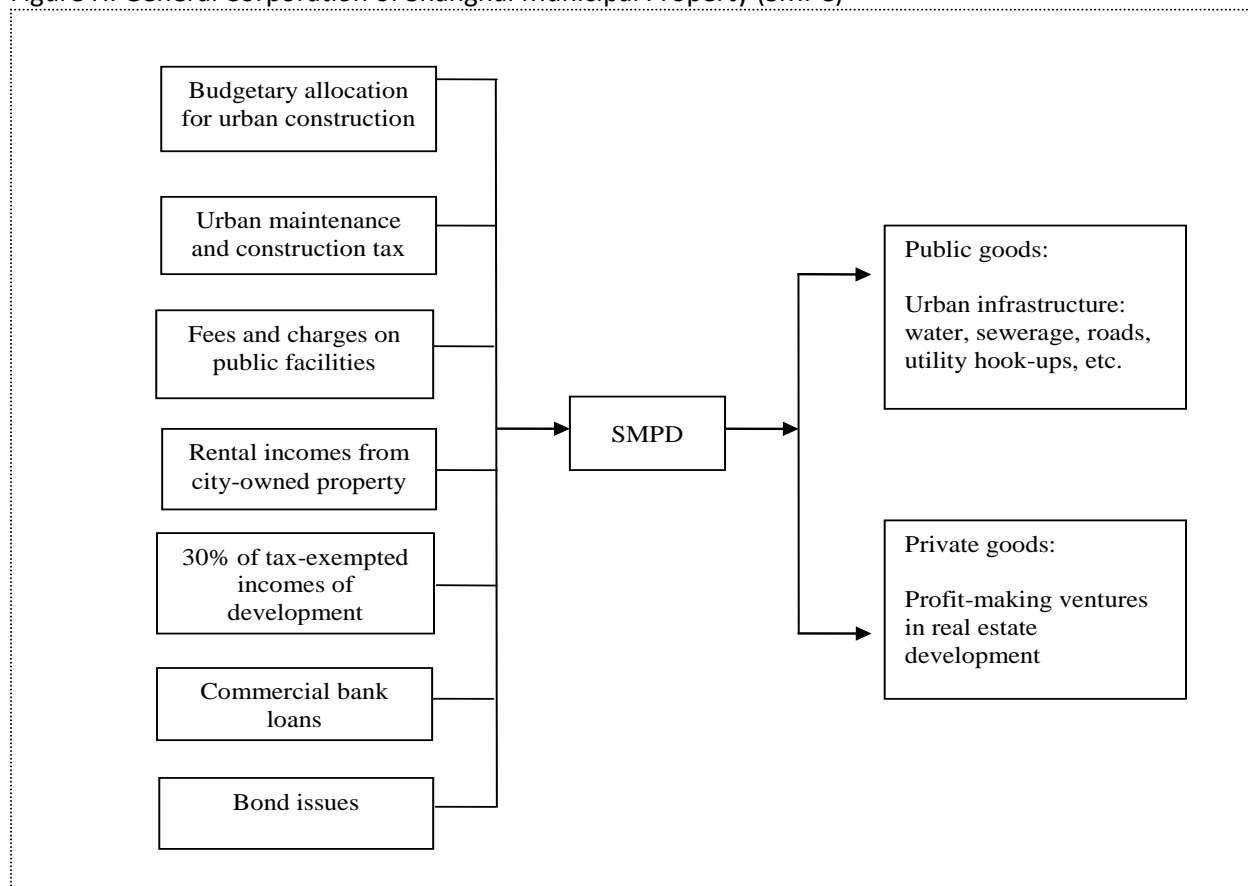 Figure General Corporation of Shanghai Municipal Property
Budgetary allocation
for urban construction
Urban maintenance
and construction tax
Fees and charges on
public facilities
Rental incomes from
city-owned property
30% of tax-exempted
incomes of
development
Commercial bank
loans
Bond issues
SMPD
Public goods:
Urban infrastructure:
water, sewerage, roads,
utility hook-ups, etc.
Private goods:
Profit-making ventures
in real estate
development